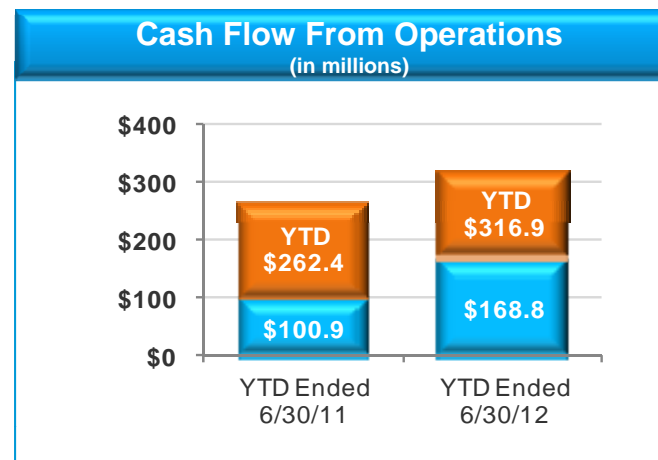 Cash Flow From Operations
(in millions)
$400
$300
$200
$100
$0
YTD
$262.4
$100.9
YTD
$316.9
$168.8
YTD Ended
6/30/11
YTD Ended
6/30/12